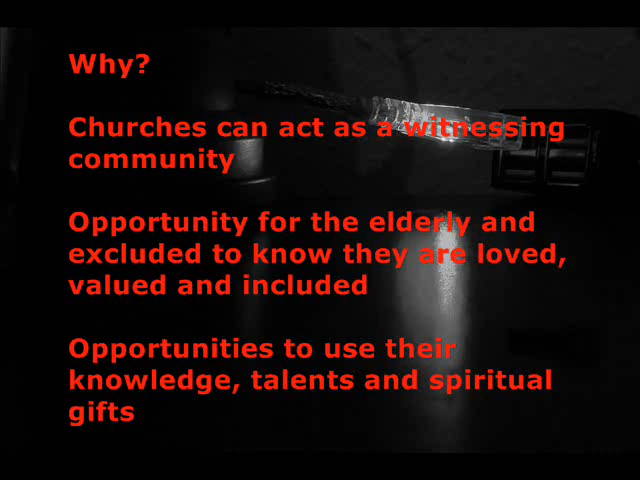 Why?
Churches can act as a witnessing
community
Opportunity for the elderly and
excluded to know they are loved,
valued and included
Opportunities to use their
knowledge, talents and spiritual
gifts